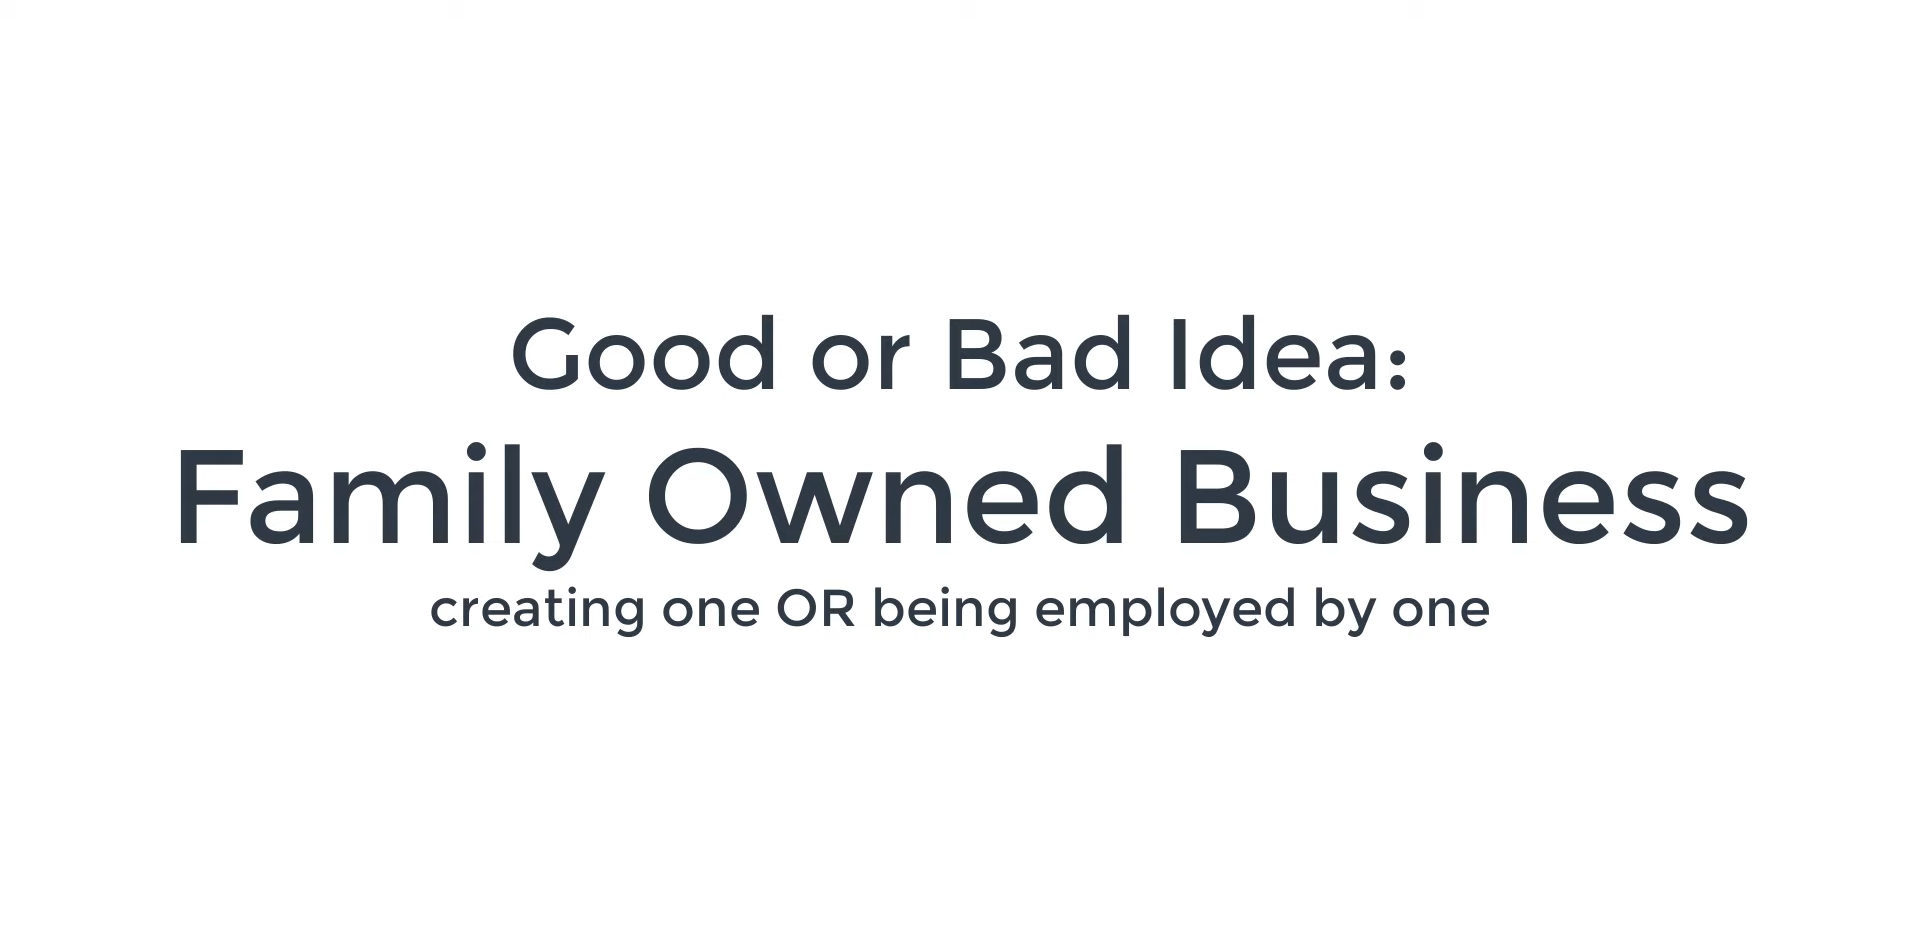 Good or Bad Idea:
Family Owned Business
creating one OR being employed by one